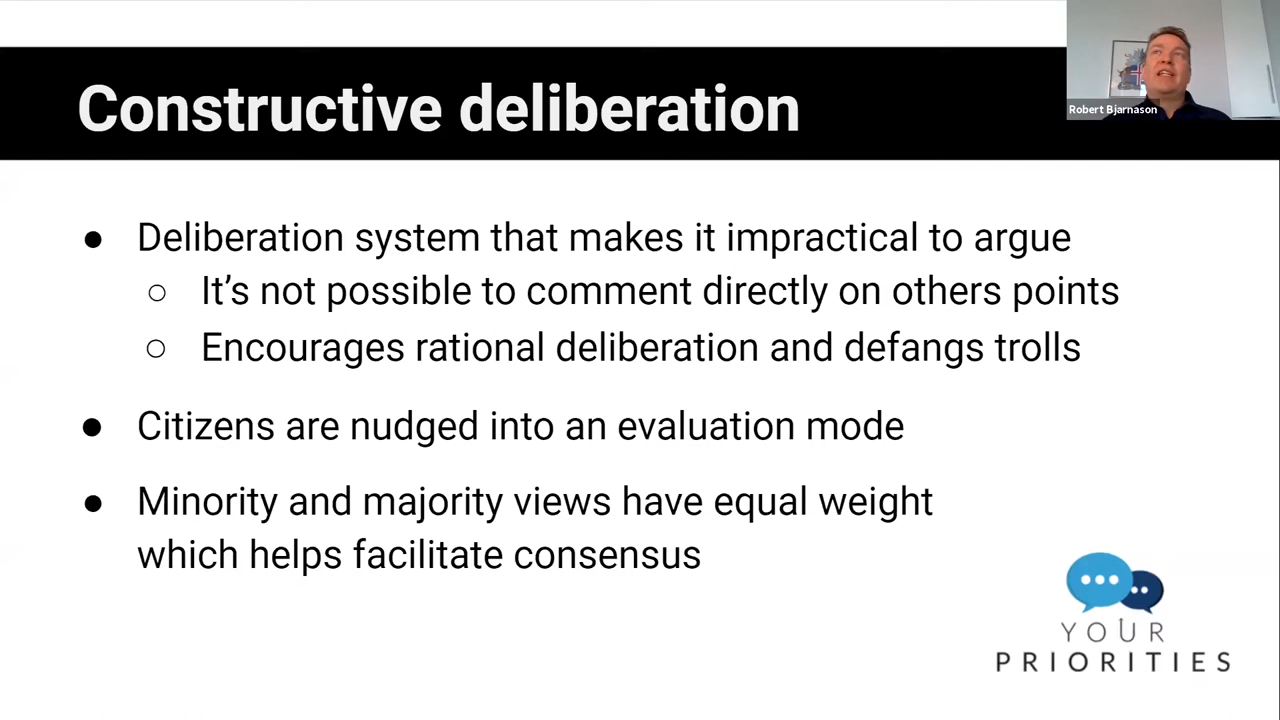 Constructive deliberation
Robert Bjarnason
● Deliberation system that makes it impractical to argue
○ It's not possible to comment directly on others points
○ Encourages rational deliberation and defangs trolls
● Citizens are nudged into an evaluation mode
● Minority and majority views have equal weight
which helps facilitate consensus
YOUR
PRIORITIES